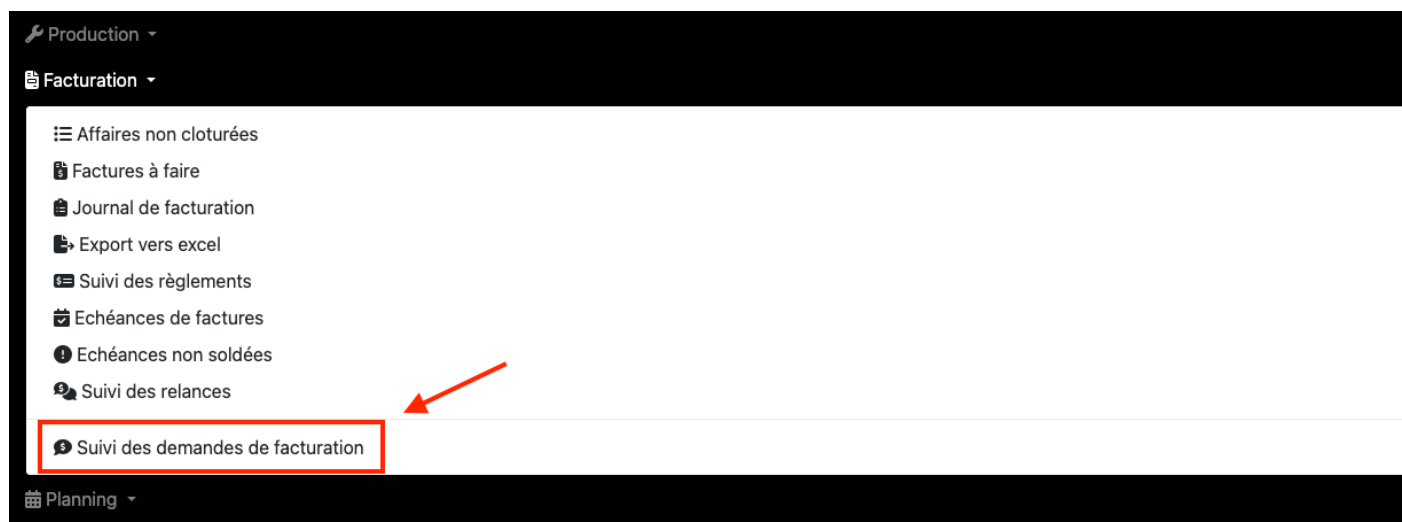 Production
Facturation
Affaires non cloturées
Factures à faire
Journal de facturation
Export vers excel
Suivi des règlements
Echéances de factures
Echéances non soldées
Suivi des relances
Suivi des demandes de facturation
Planning